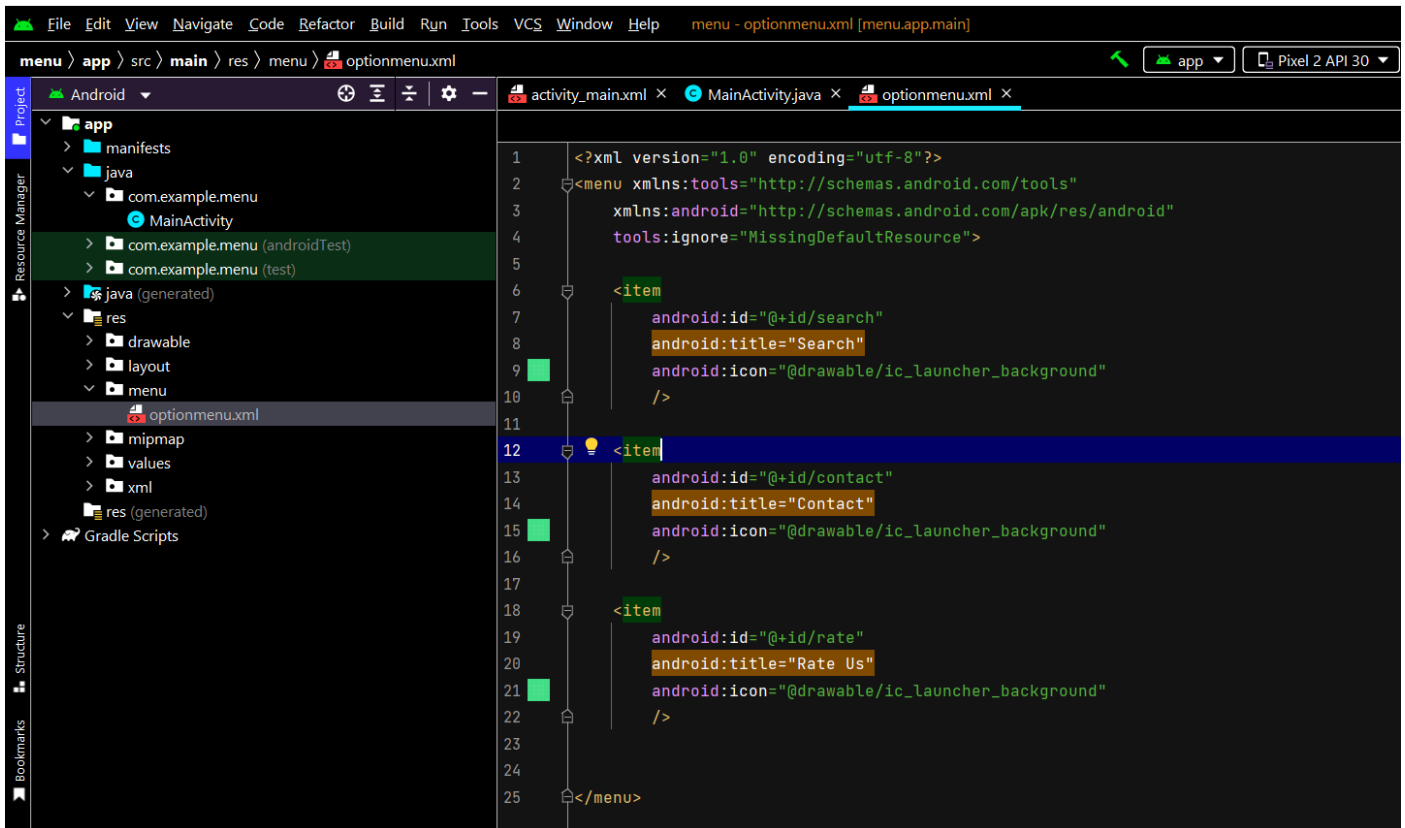 File Edit View Navigate Code Refactor Build Run Tools VCS Window Help menu - optionmenu.xml [menu.app.main]
menu 〉 app 〉 src 〉 main 〉 res 〉 menu 〉 optionmenu.xml app Pixel 2 API 30
Project
Resource Manager
Structure
Bookmarks
Android
app
manifests
java
com.example.menu
MainActivity
com.example.menu (androidTest)
com.example.menu (test)
java (generated)
res
drawable
layout
menu
optionmenu.xml
mipmap
values
xml
res (generated)
Gradle Scripts
activity_main.xml × MainActivity.java × optionmenu.xml ×
1 <?xml version="1.0" encoding="utf-8"?>
2 <menu xmlns:tools="http://schemas.android.com/tools"
3 xmlns:android="http://schemas.android.com/apk/res/android"
4 tools:ignore="MissingDefaultResource">
5
6 <item
7 android:id="@+id/search"
8 android:title="Search"
9 android:icon="@drawable/ic_launcher_background"
10 />
11
12 <item
13 android:id="@+id/contact"
14 android:title="Contact"
15 android:icon="@drawable/ic_launcher_background"
16 />
17
18 <item
19 android:id="@+id/rate"
20 android:title="Rate Us"
21 android:icon="@drawable/ic_launcher_background"
22 />
23
24
25 </menu>